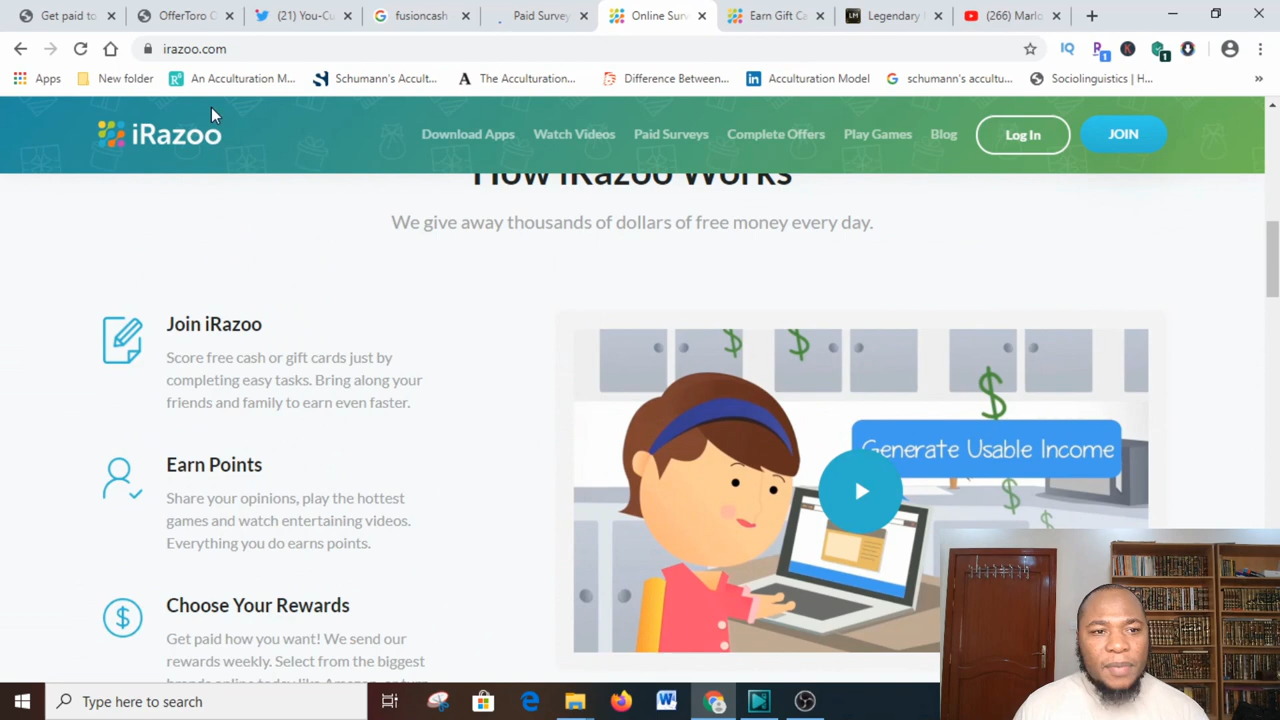 Get paid to
OfferToro G
(21) You-Cu
fusioncash
Paid Survey
Online Surv
Earn Gift Ca
Legendary
(266) Marlo
irazoo.com
Apps
New folder
An Acculturation M...
Schumann's Accult...
The Acculturation...
Difference Between...
Acculturation Model
schumann's accultu...
Sociolinguistics | H...
iRazoo
Download Apps
Watch Videos
Paid Surveys
Complete Offers
Play Games
Blog
Log In
JOIN
How iRazoo Works
We give away thousands of dollars of free money every day.
Join iRazoo
Score free cash or gift cards just by
completing easy tasks. Bring along your
friends and family to earn even faster.
Earn Points
Share your opinions, play the hottest
games and watch entertaining videos.
Everything you do earns points.
Choose Your Rewards
Get paid how you want! We send our
rewards weekly. Select from the biggest
Generate Usable Income
Type here to search